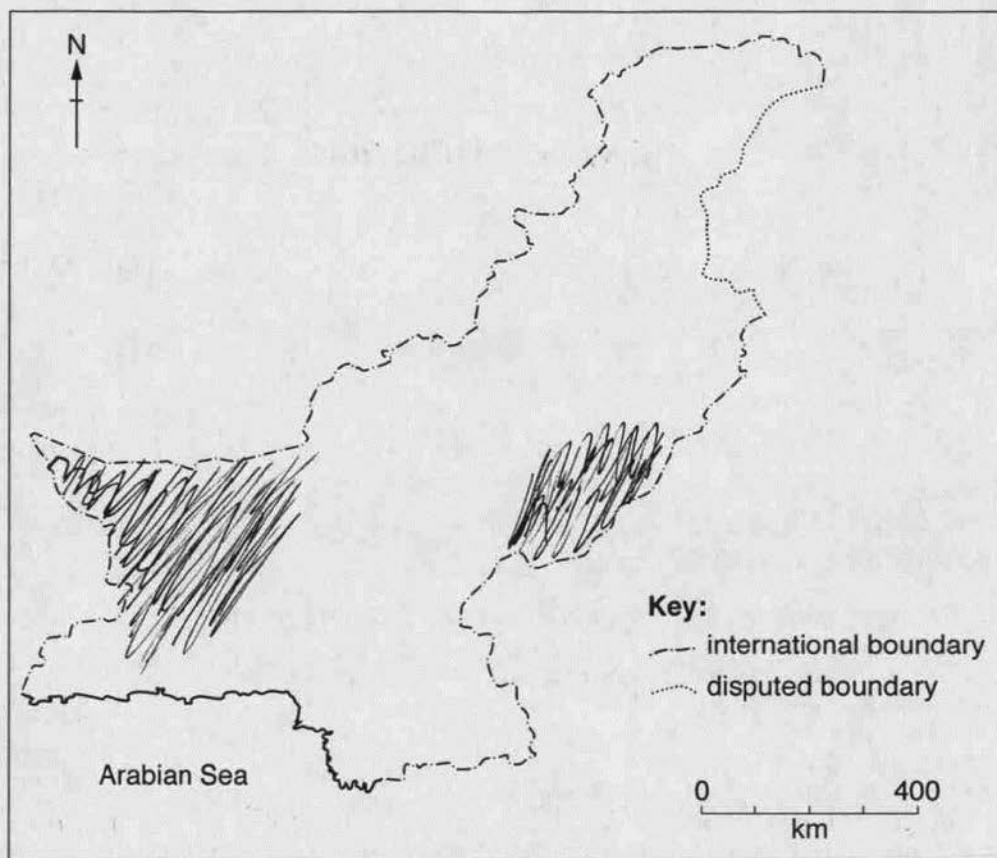 N
Key:
international boundary
disputed boundary
Arabian Sea
0 400
km